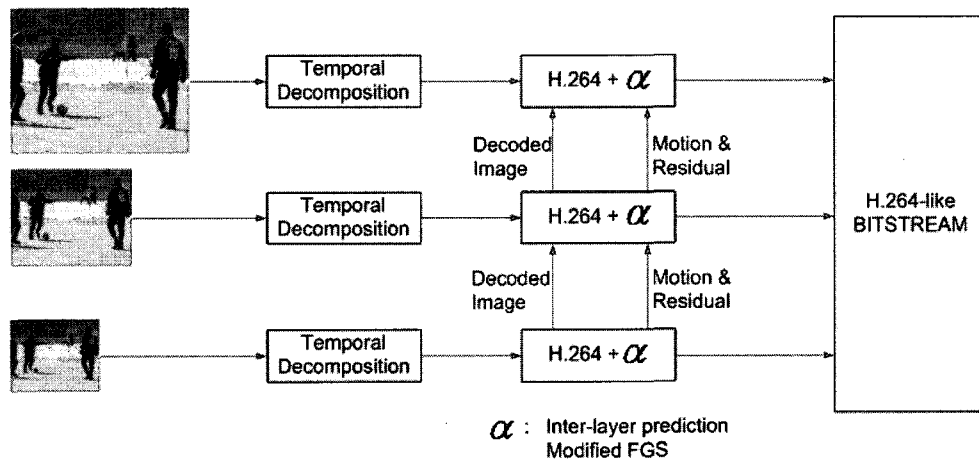 Temporal
Decomposition
H.264 + α
Decoded
Image
Motion &
Residual
Temporal
Decomposition
H.264 + α
H.264-like
BITSTREAM
Decoded
Image
Motion &
Residual
Temporal
Decomposition
H.264 + α
α : Inter-layer prediction
Modified FGS